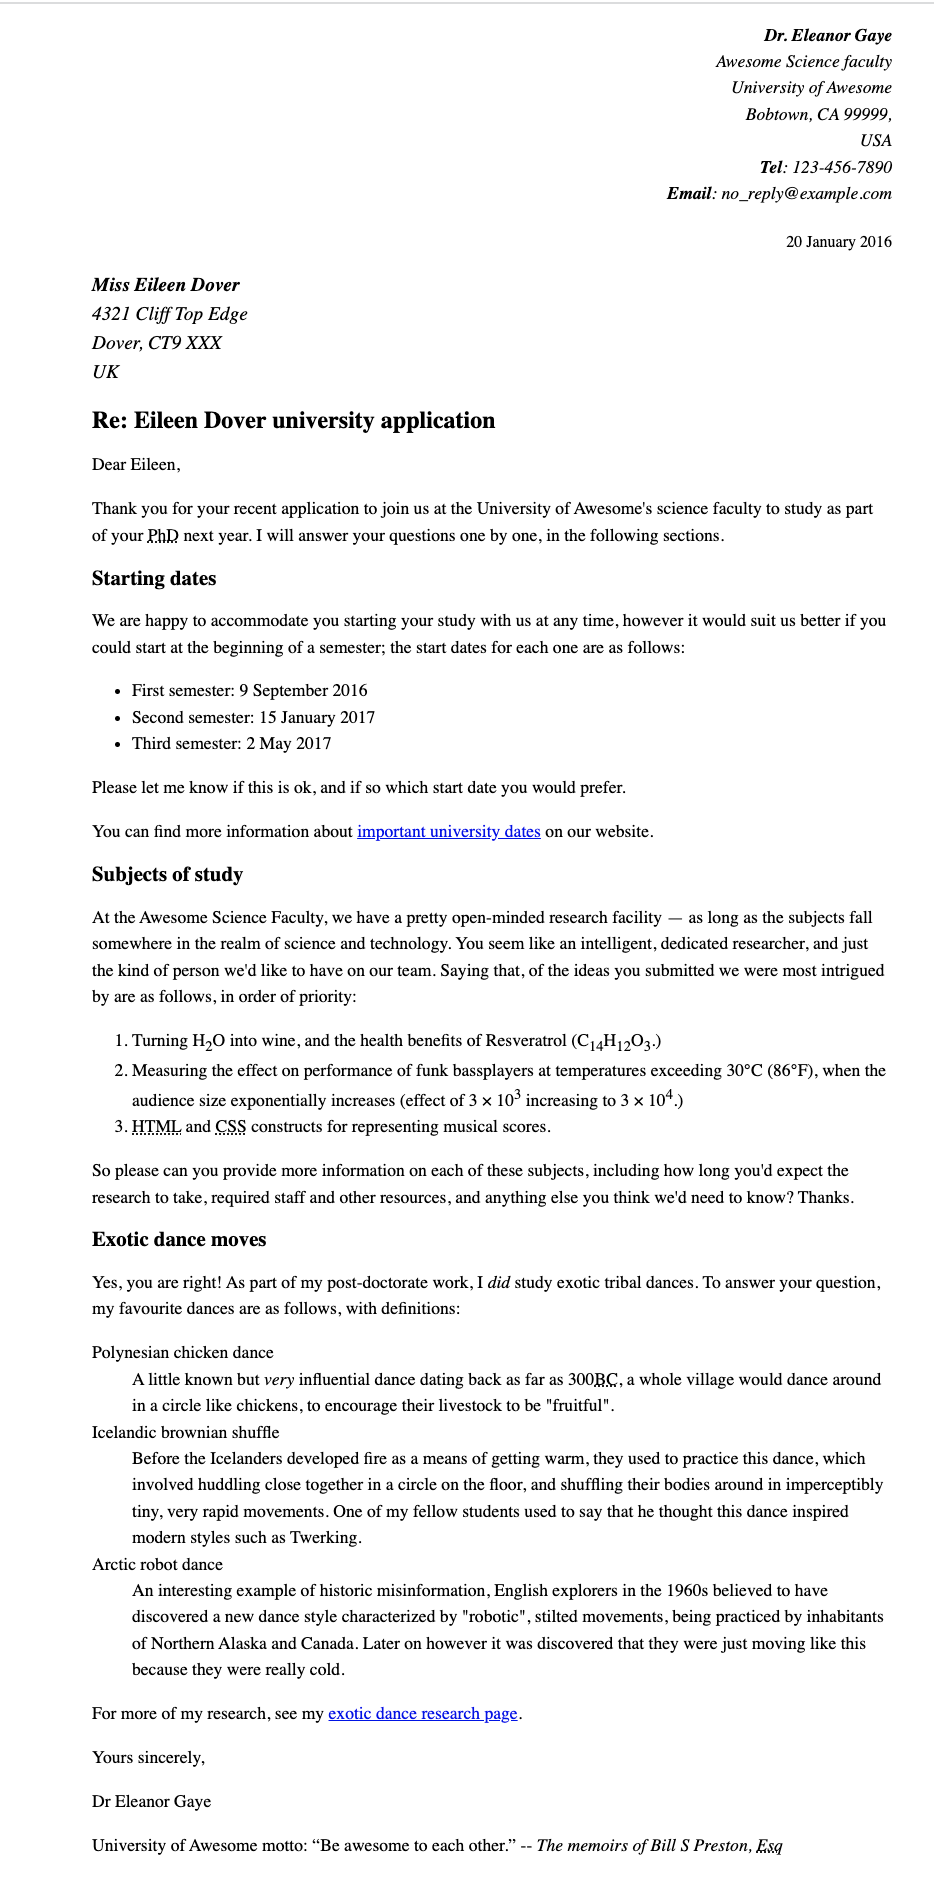 Dr. Eleanor Gaye
Awesome Science faculty
University of Awesome
Bobtown, CA 99999,
USA
Tel: 123-456-7890
Email: no_reply@example.com
20 January 2016
Miss Eileen Dover
4321 Cliff Top Edge
Dover, CT9 XXX
UK
Re: Eileen Dover university application
Dear Eileen,
Thank you for your recent application to join us at the University of Awesome's science faculty to study as part
of your PhD next year. I will answer your questions one by one, in the following sections.
Starting dates
We are happy to accommodate you starting your study with us at any time, however it would suit us better if you
could start at the beginning of a semester; the start dates for each one are as follows:
• First semester: 9 September 2016
• Second semester: 15 January 2017
• Third semester: 2 May 2017
Please let me know if this is ok, and if so which start date you would prefer.
You can find more information about important university dates on our website.
Subjects of study
At the Awesome Science Faculty, we have a pretty open-minded research facility — as long as the subjects fall
somewhere in the realm of science and technology. You seem like an intelligent, dedicated researcher, and just
the kind of person we'd like to have on our team. Saying that, of the ideas you submitted we were most intrigued
by are as follows, in order of priority:
1. Turning H₂O into wine, and the health benefits of Resveratrol (C₁₄H₁₂O₃.)
2. Measuring the effect on performance of funk bassplayers at temperatures exceeding 30°C (86°F), when the
audience size exponentially increases (effect of 3 × 10³ increasing to 3 × 10⁴.)
3. HTML and CSS constructs for representing musical scores.
So please can you provide more information on each of these subjects, including how long you'd expect the
research to take, required staff and other resources, and anything else you think we'd need to know? Thanks.
Exotic dance moves
Yes, you are right! As part of my post-doctorate work, I did study exotic tribal dances. To answer your question,
my favourite dances are as follows, with definitions:
Polynesian chicken dance
A little known but very influential dance dating back as far as 300BC, a whole village would dance around
in a circle like chickens, to encourage their livestock to be "fruitful".
Icelandic brownian shuffle
Before the Icelanders developed fire as a means of getting warm, they used to practice this dance, which
involved huddling close together in a circle on the floor, and shuffling their bodies around in imperceptibly
tiny, very rapid movements. One of my fellow students used to say that he thought this dance inspired
modern styles such as Twerking.
Arctic robot dance
An interesting example of historic misinformation, English explorers in the 1960s believed to have
discovered a new dance style characterized by "robotic", stilted movements, being practiced by inhabitants
of Northern Alaska and Canada. Later on however it was discovered that they were just moving like this
because they were really cold.
For more of my research, see my exotic dance research page.
Yours sincerely,
Dr Eleanor Gaye
University of Awesome motto: “Be awesome to each other.” -- The memoirs of Bill S Preston, Esq